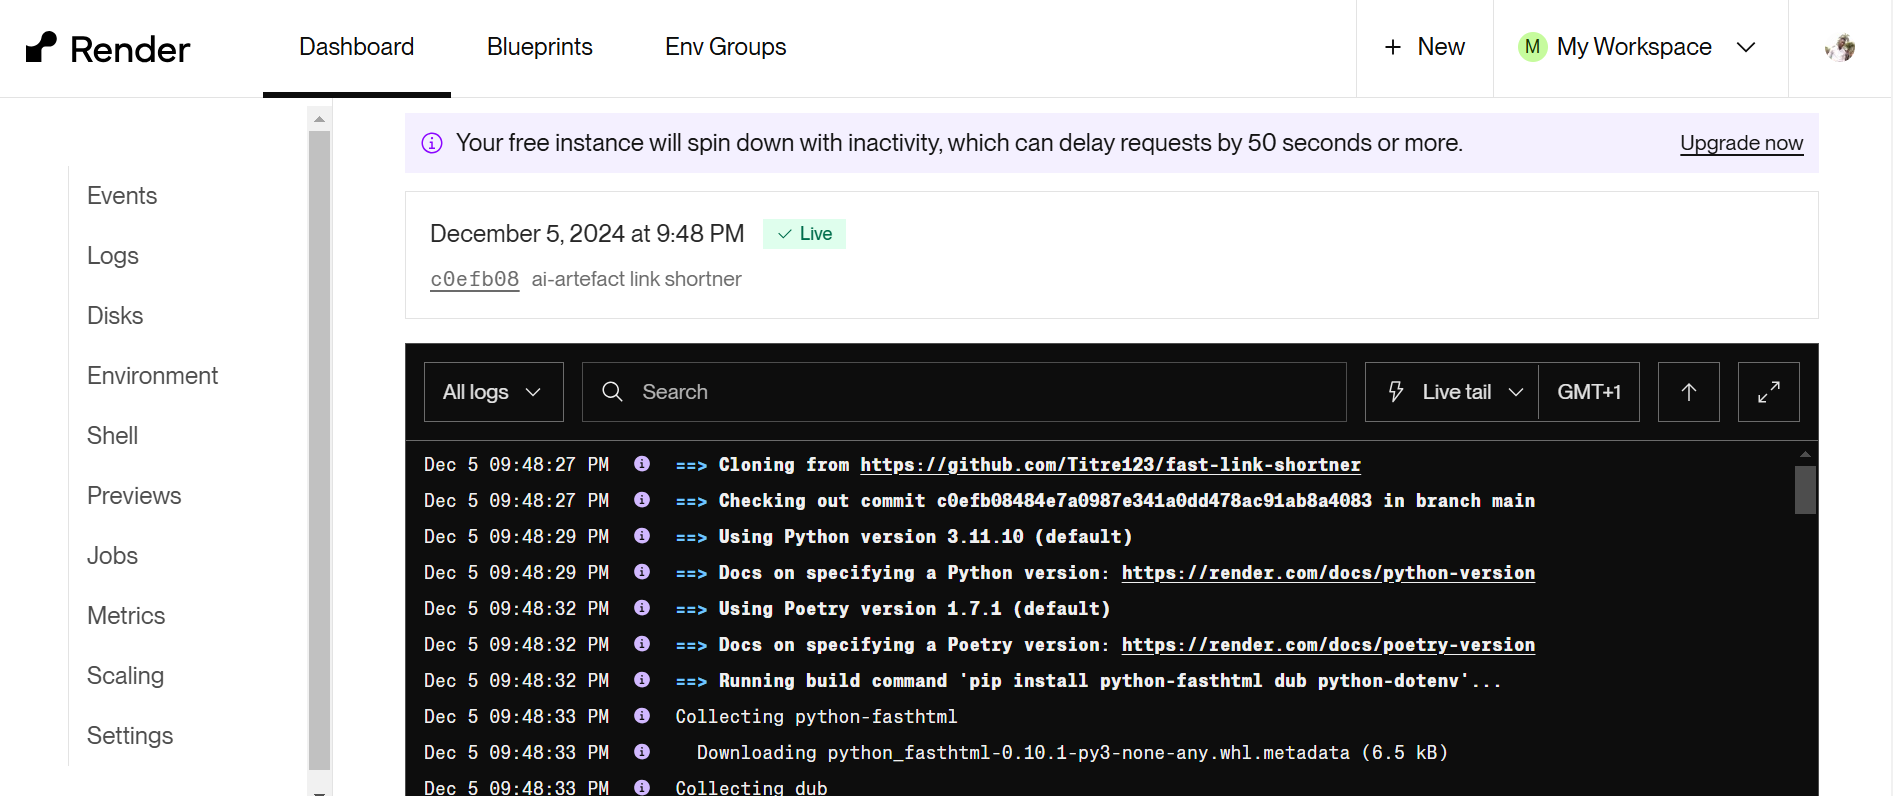 Render
Dashboard
Blueprints
Env Groups
+ New
M My Workspace
Your free instance will spin down with inactivity, which can delay requests by 50 seconds or more.
Upgrade now
Events
Logs
Disks
Environment
Shell
Previews
Jobs
Metrics
Scaling
Settings
December 5, 2024 at 9:48 PM
Live
c0efb08 ai-artefact link shortner
All logs
Search
Live tail
GMT+1
Dec 5 09:48:27 PM ==> Cloning from https://github.com/Titre123/fast-link-shortner
Dec 5 09:48:27 PM ==> Checking out commit c0efb08484e7a0987e341a0dd478ac91ab8a4083 in branch main
Dec 5 09:48:29 PM ==> Using Python version 3.11.10 (default)
Dec 5 09:48:29 PM ==> Docs on specifying a Python version: https://render.com/docs/python-version
Dec 5 09:48:32 PM ==> Using Poetry version 1.7.1 (default)
Dec 5 09:48:32 PM ==> Docs on specifying a Poetry version: https://render.com/docs/poetry-version
Dec 5 09:48:32 PM ==> Running build command 'pip install python-fasthtml dub python-dotenv'...
Dec 5 09:48:33 PM Collecting python-fasthtml
Dec 5 09:48:33 PM Downloading python_fasthtml-0.10.1-py3-none-any.whl.metadata (6.5 kB)
Dec 5 09:48:33 PM Collecting dub